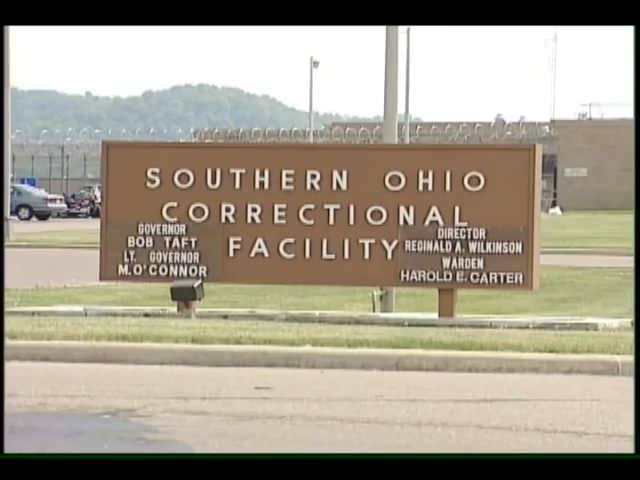 SOUTHERN OHIO
CORRECTIONAL
FACILITY
GOVERNOR
BOB TAFT
LT. GOVERNOR
M.O'CONNOR
DIRECTOR
REGINALD A. WILKINSON
WARDEN
HAROLD E. CARTER